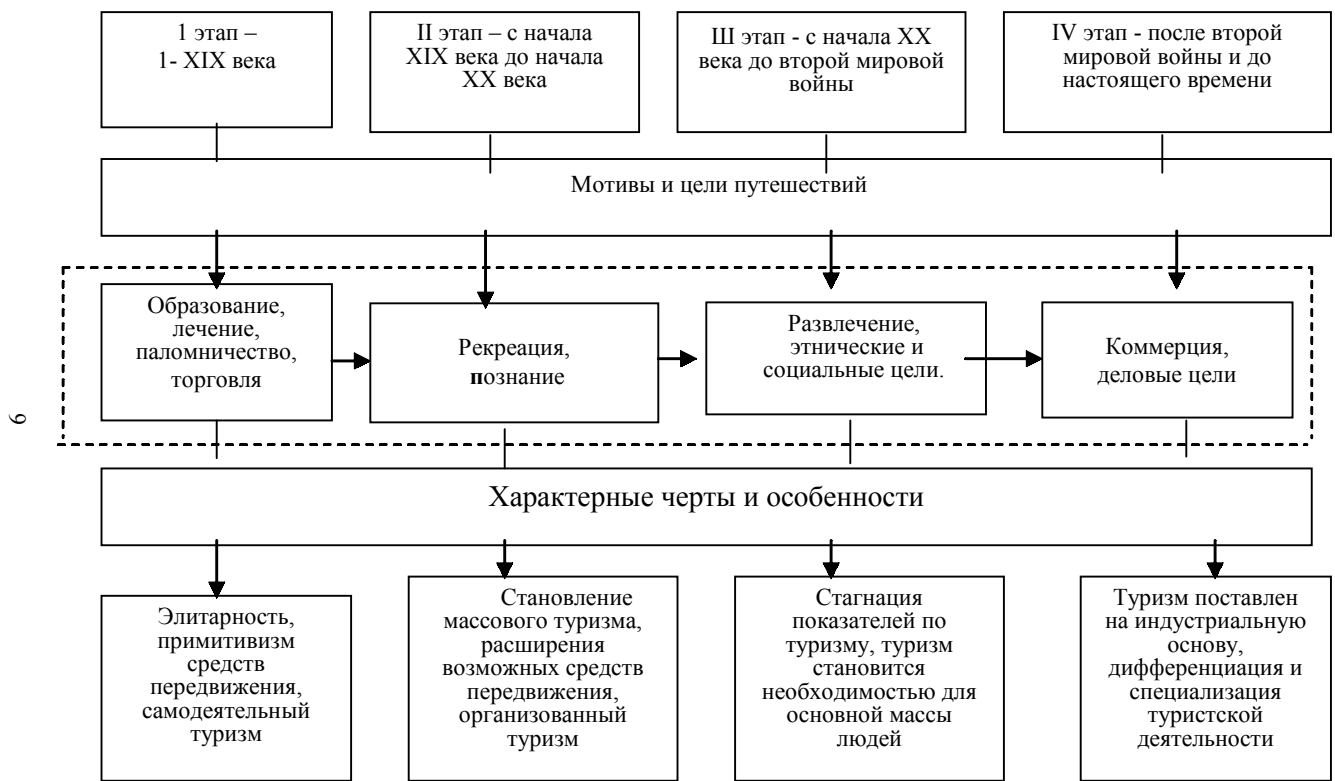 1 этап –
1- XIX века
II этап – с начала
XIX века до начала
XX века
Ш этап - с начала XX
века до второй мировой
войны
IV этап - после второй
мировой войны и до
настоящего времени
Мотивы и цели путешествий
Образование,
лечение,
паломничество,
торговля
Рекреация,
познание
Развлечение,
этнические и
социальные цели.
Коммерция,
деловые цели
6
Характерные черты и особенности
Элитарность,
примитивизм
средств
передвижения,
самодеятельный
туризм
Становление
массового туризма,
расширения
возможных средств
передвижения,
организованный
туризм
Стагнация
показателей по
туризму, туризм
становится
необходимостью для
основной массы
людей
Туризм поставлен
на индустриальную
основу,
дифференциация и
специализация
туристской
деятельности